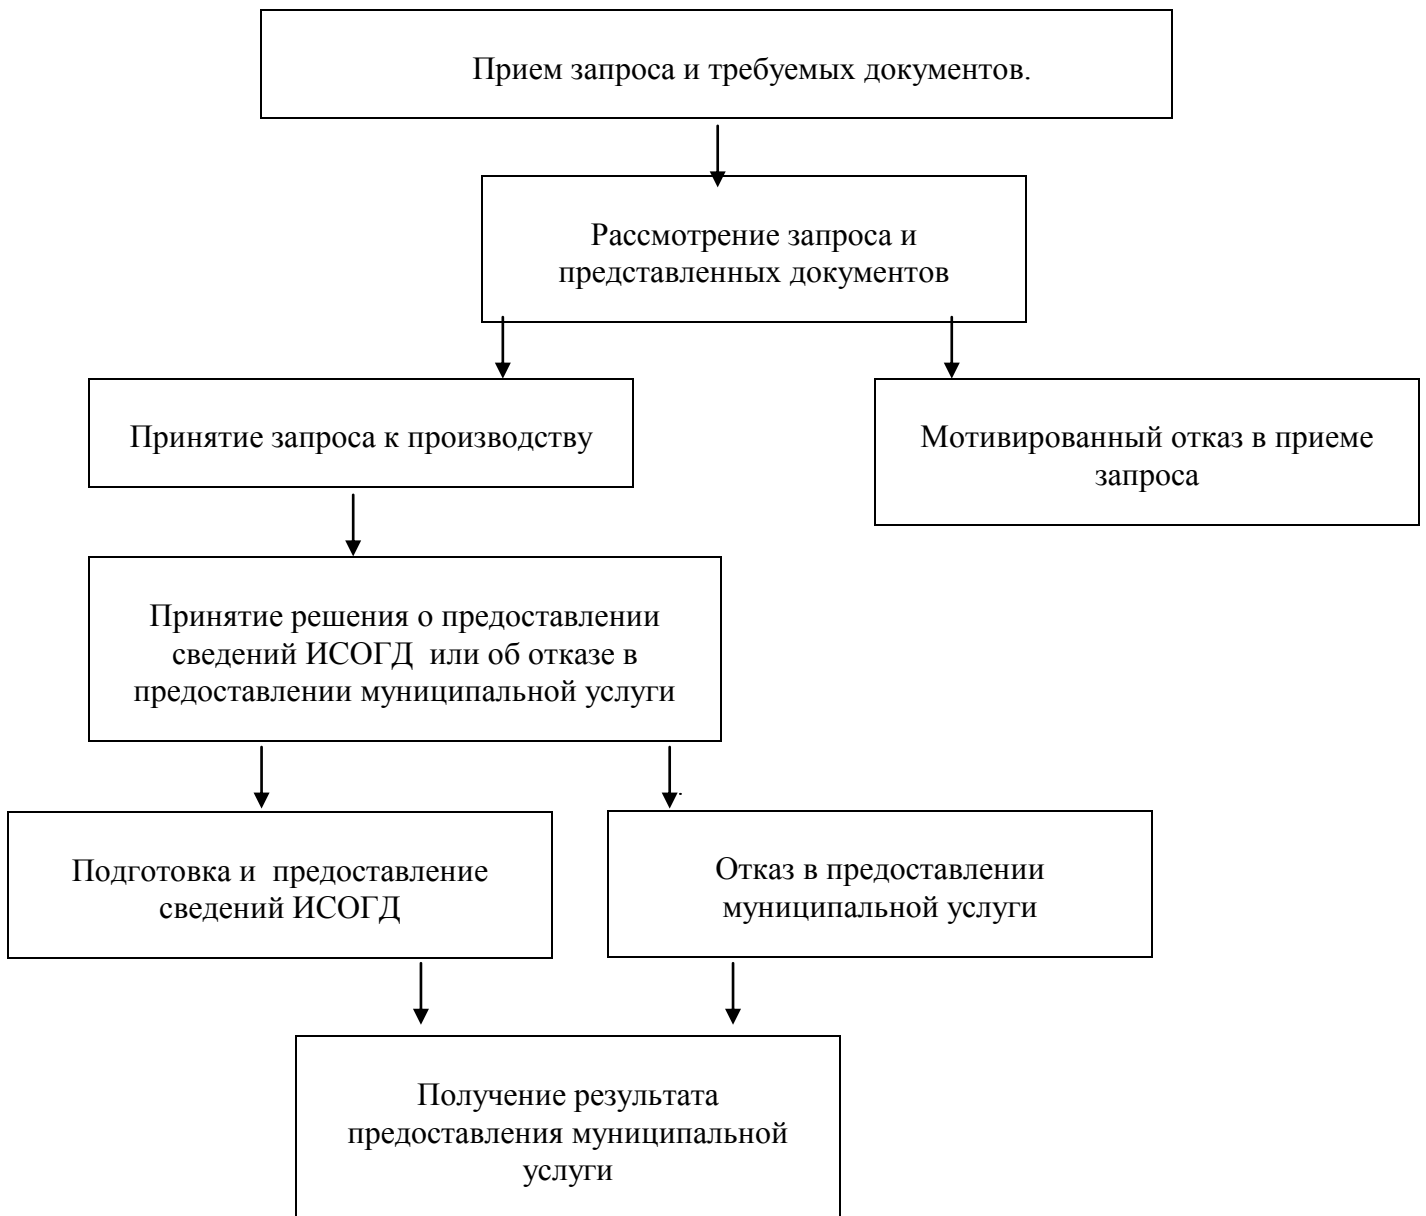 Прием запроса и требуемых документов.
Рассмотрение запроса и
представленных документов
Принятие запроса к производству
Мотивированный отказ в приеме
запроса
Принятие решения о предоставлении
сведений ИСОГД  или об отказе в
предоставлении муниципальной услуги
Подготовка и  предоставление
сведений ИСОГД
Отказ в предоставлении
муниципальной услуги
Получение результата
предоставления муниципальной
услуги